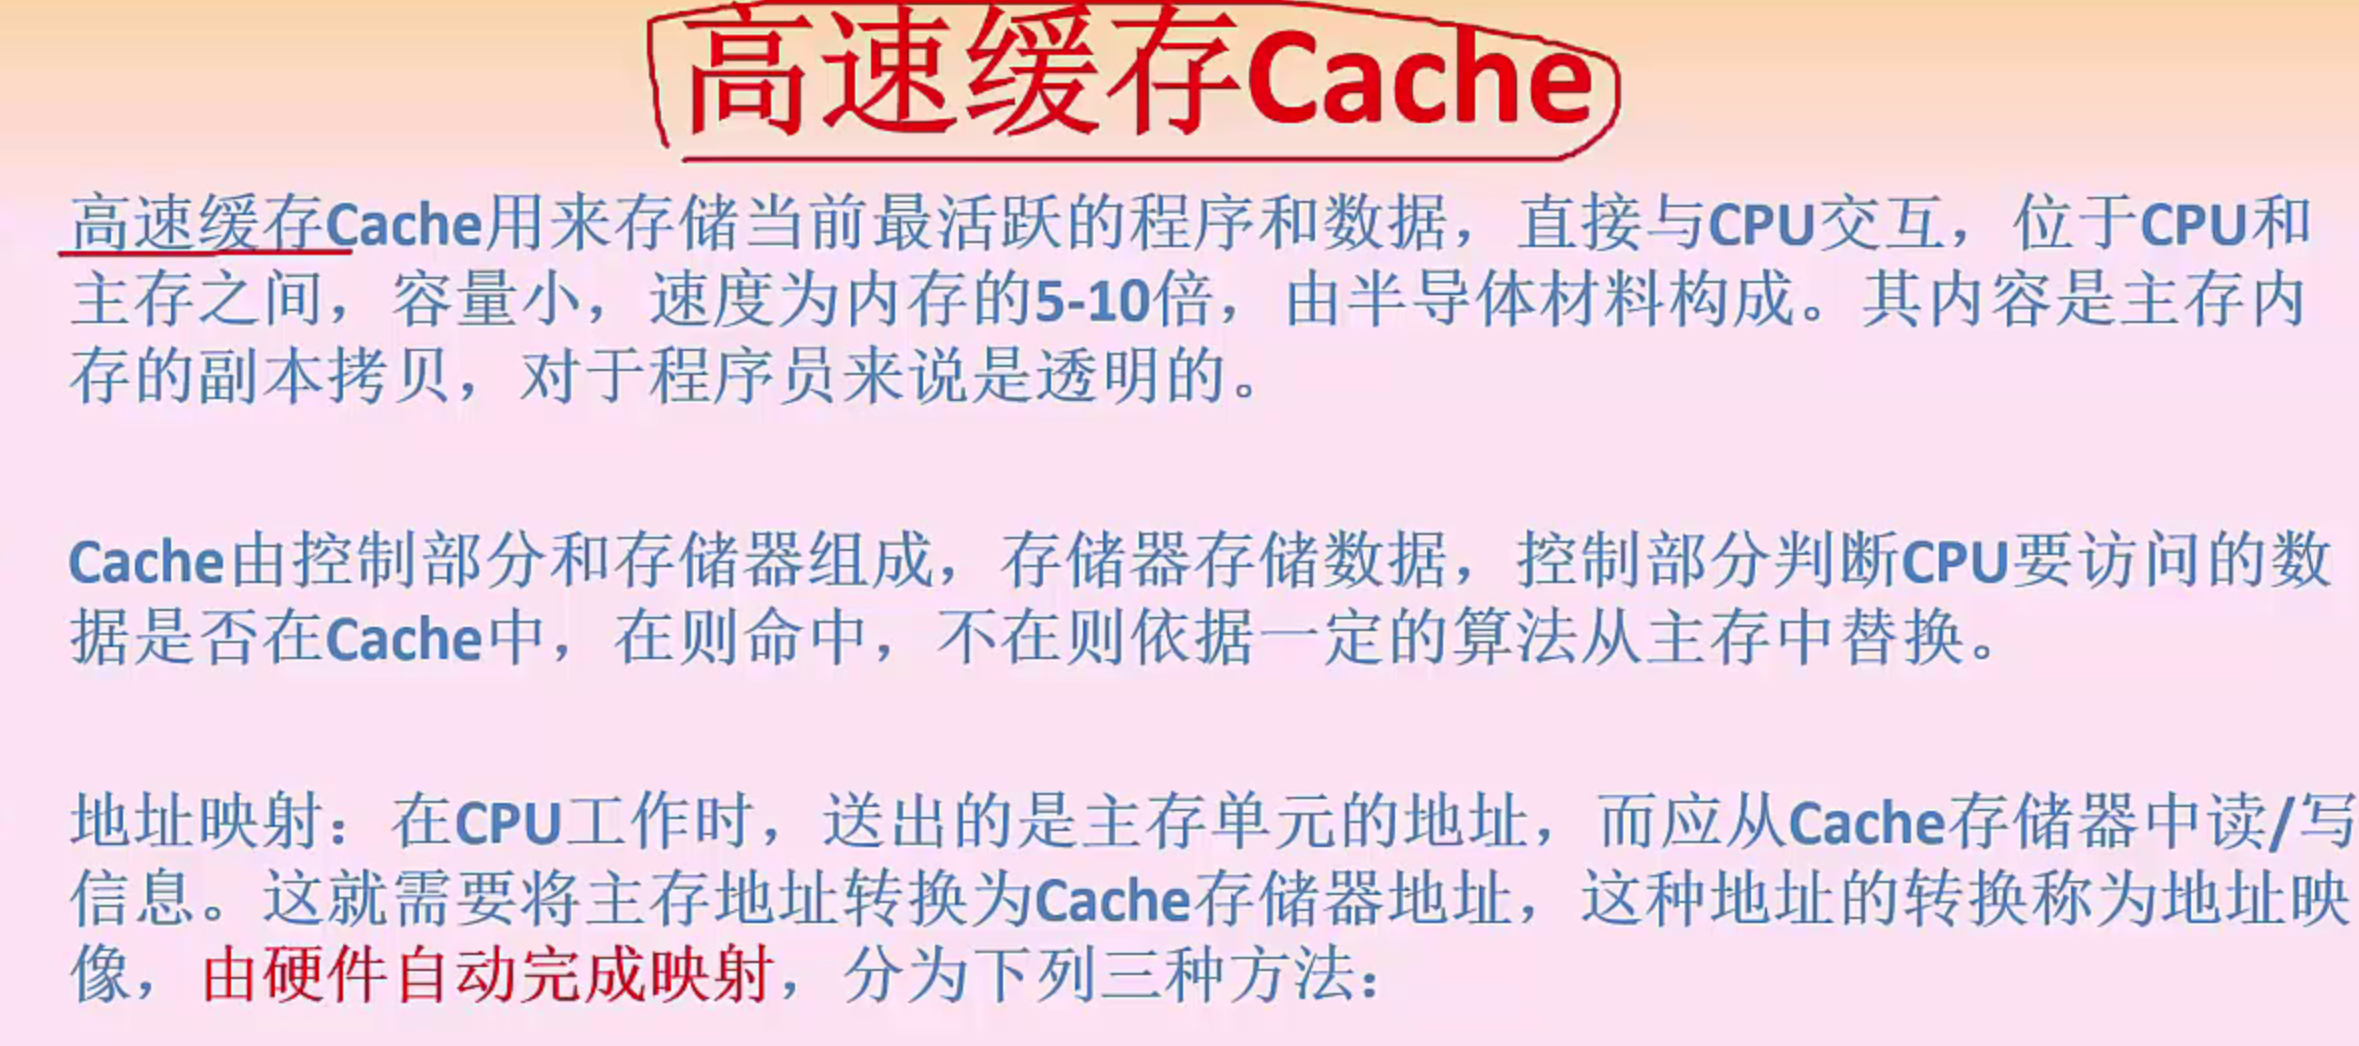 高速缓存Cache
高速缓存Cache用来存储当前最活跃的程序和数据，直接与CPU交互，位于CPU和
主存之间，容量小，速度为内存的5-10倍，由半导体材料构成。其内容是主存内
存的副本拷贝，对于程序员来说是透明的。
Cache由控制部分和存储器组成，存储器存储数据，控制部分判断CPU要访问的数
据是否在Cache中，在则命中，不在则依据一定的算法从主存中替换。
地址映射：在CPU工作时，送出的是主存单元的地址，而应从Cache存储器中读/写
信息。这就需要将主存地址转换为Cache存储器地址，这种地址的转换称为地址映
像，由硬件自动完成映射，分为下列三种方法：